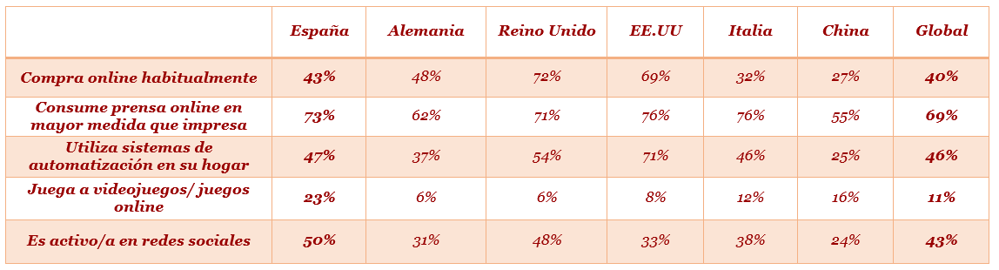 España Alemania Reino Unido EE.UU Italia China Global
Compra online habitualmente 43% 48% 72% 69% 32% 27% 40%
Consume prensa online en
mayor medida que impresa 73% 62% 71% 76% 76% 55% 69%
Utiliza sistemas de
automatización en su hogar 47% 37% 54% 71% 46% 25% 46%
Juega a videojuegos/ juegos
online 23% 6% 6% 8% 12% 16% 11%
Es activo/a en redes sociales 50% 31% 48% 33% 38% 24% 43%